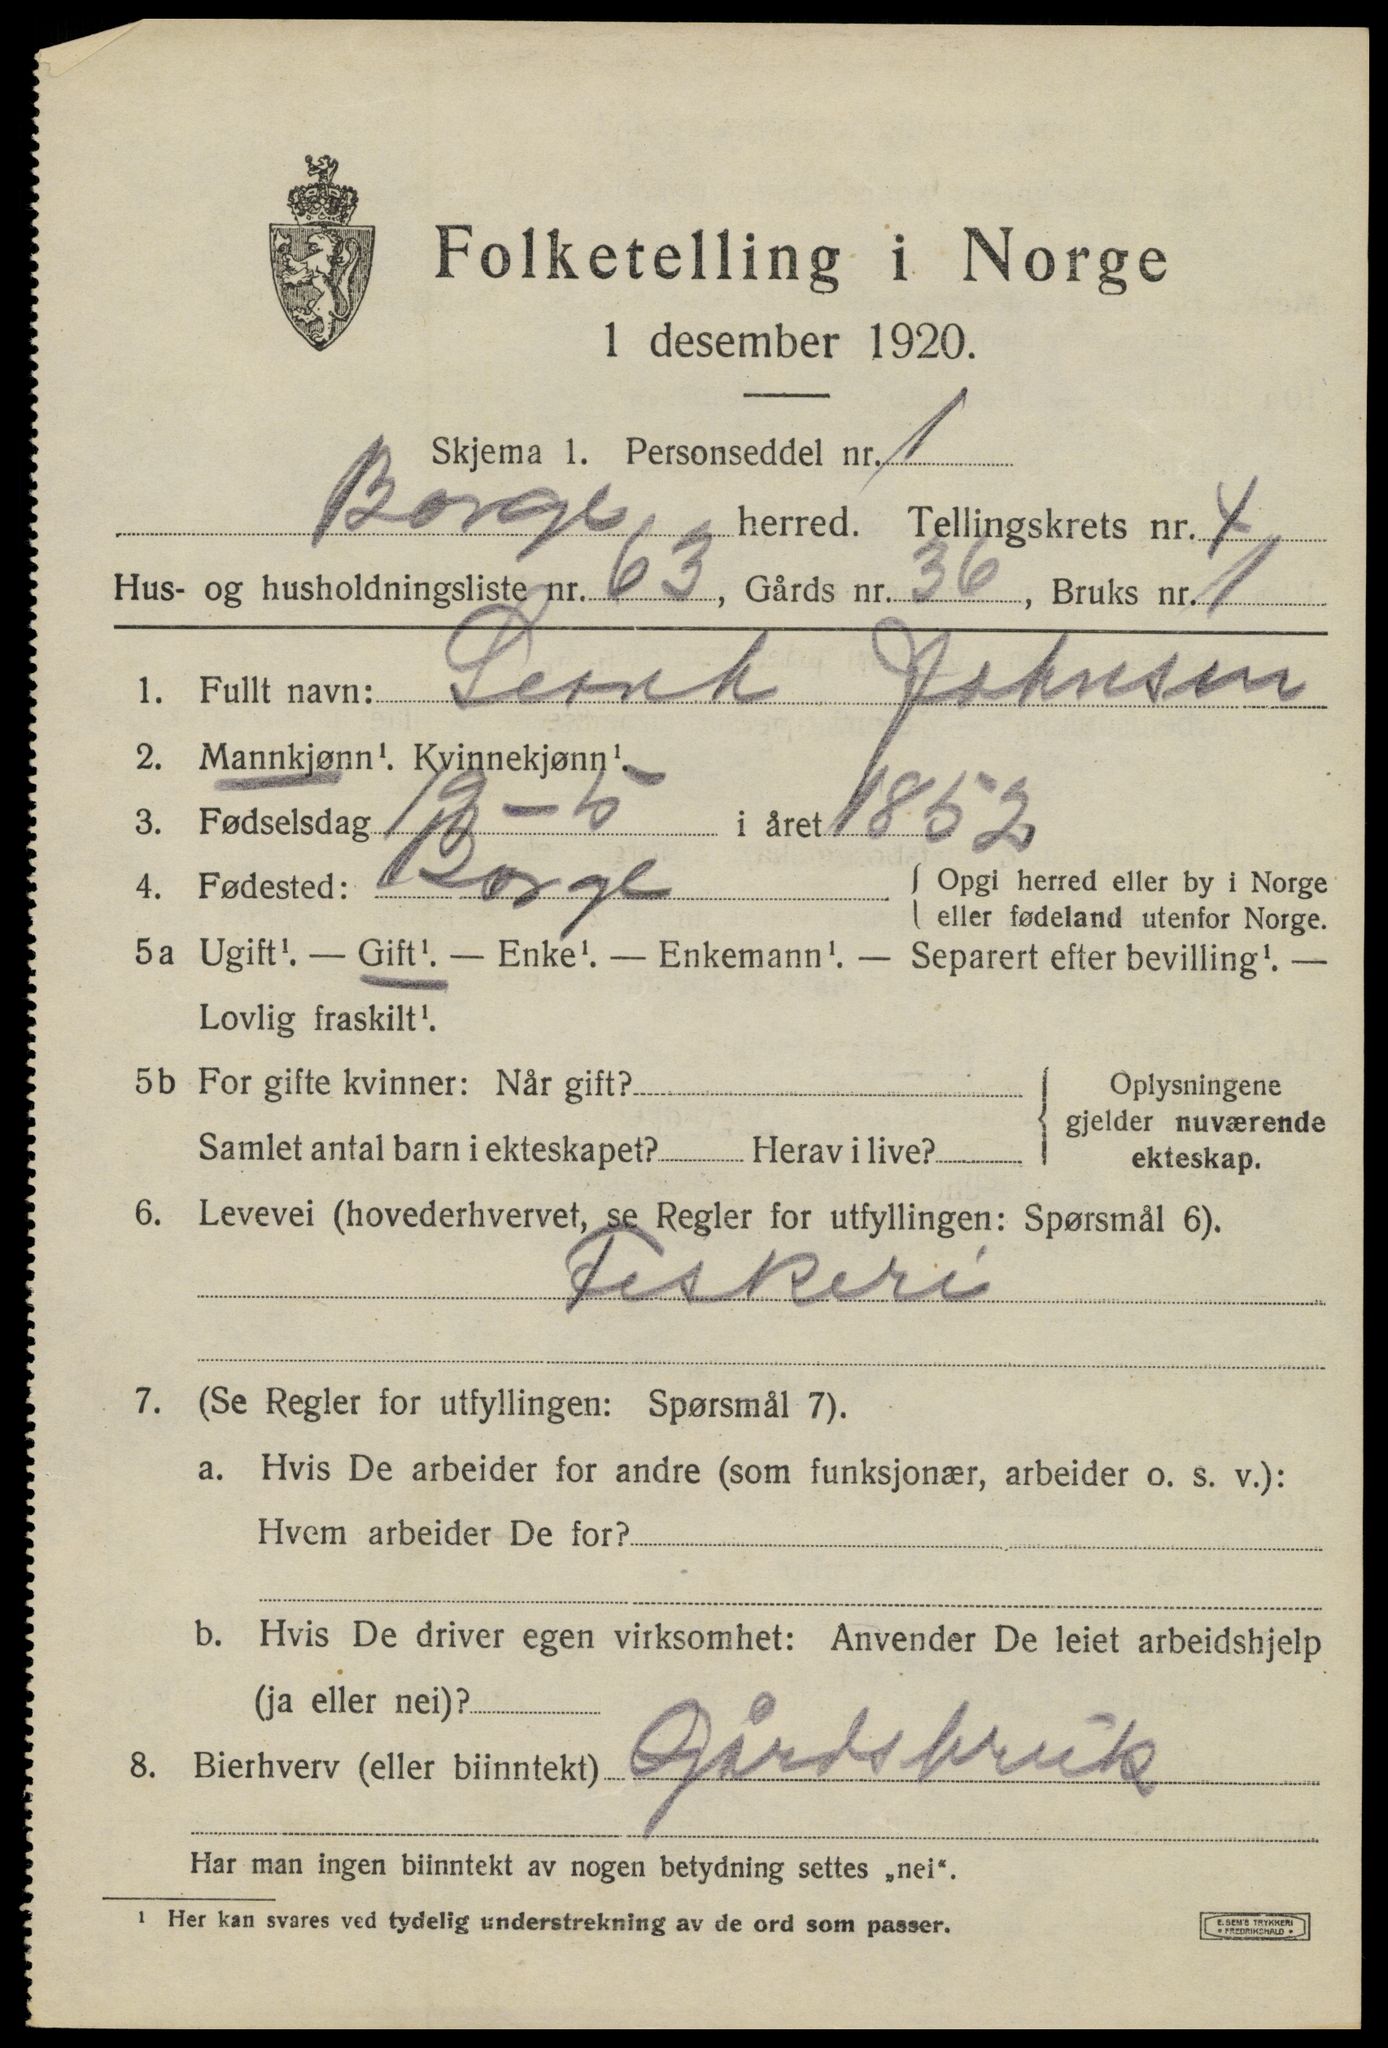 Folketelling i Norge
1 desember 1920.
Skjema 1. Personseddel nr. 1
Borge herred. Tellingskrets nr. 4
Hus- og husholdningsliste nr. 63, Gårds nr. 36, Bruks nr. 1
1. Fullt navn: Johnsen
2. Mannkjønn¹. Kvinnekjønn¹.
3. Fødselsdag 19 - 5 i året 1852
4. Fødested: Borge { Opgi herred eller by i Norge
eller fødeland utenfor Norge.
5a Ugift¹. — Gift¹. — Enke¹. — Enkemann¹. — Separert efter bevilling¹. —
Lovlig fraskilt¹.
5b For gifte kvinner: Når gift?
Samlet antal barn i ekteskapet? Herav i live?
Oplysningene
gjelder nuværende
ekteskap.
6. Levevei (hovederhvervet, se Regler for utfyllingen: Spørsmål 6).
Fiskeri
7. (Se Regler for utfyllingen: Spørsmål 7).
a. Hvis De arbeider for andre (som funksjonær, arbeider o. s. v.):
Hvem arbeider De for?
b. Hvis De driver egen virksomhet: Anvender De leiet arbeidshjelp
(ja eller nei)?
8. Bierhverv (eller biinntekt) Gårdsbruk
Har man ingen biinntekt av nogen betydning settes „nei“.
¹ Her kan svares ved tydelig understrekning av de ord som passer.
E. SEM'S TRYKKERI
• FREDRIKSHALD •